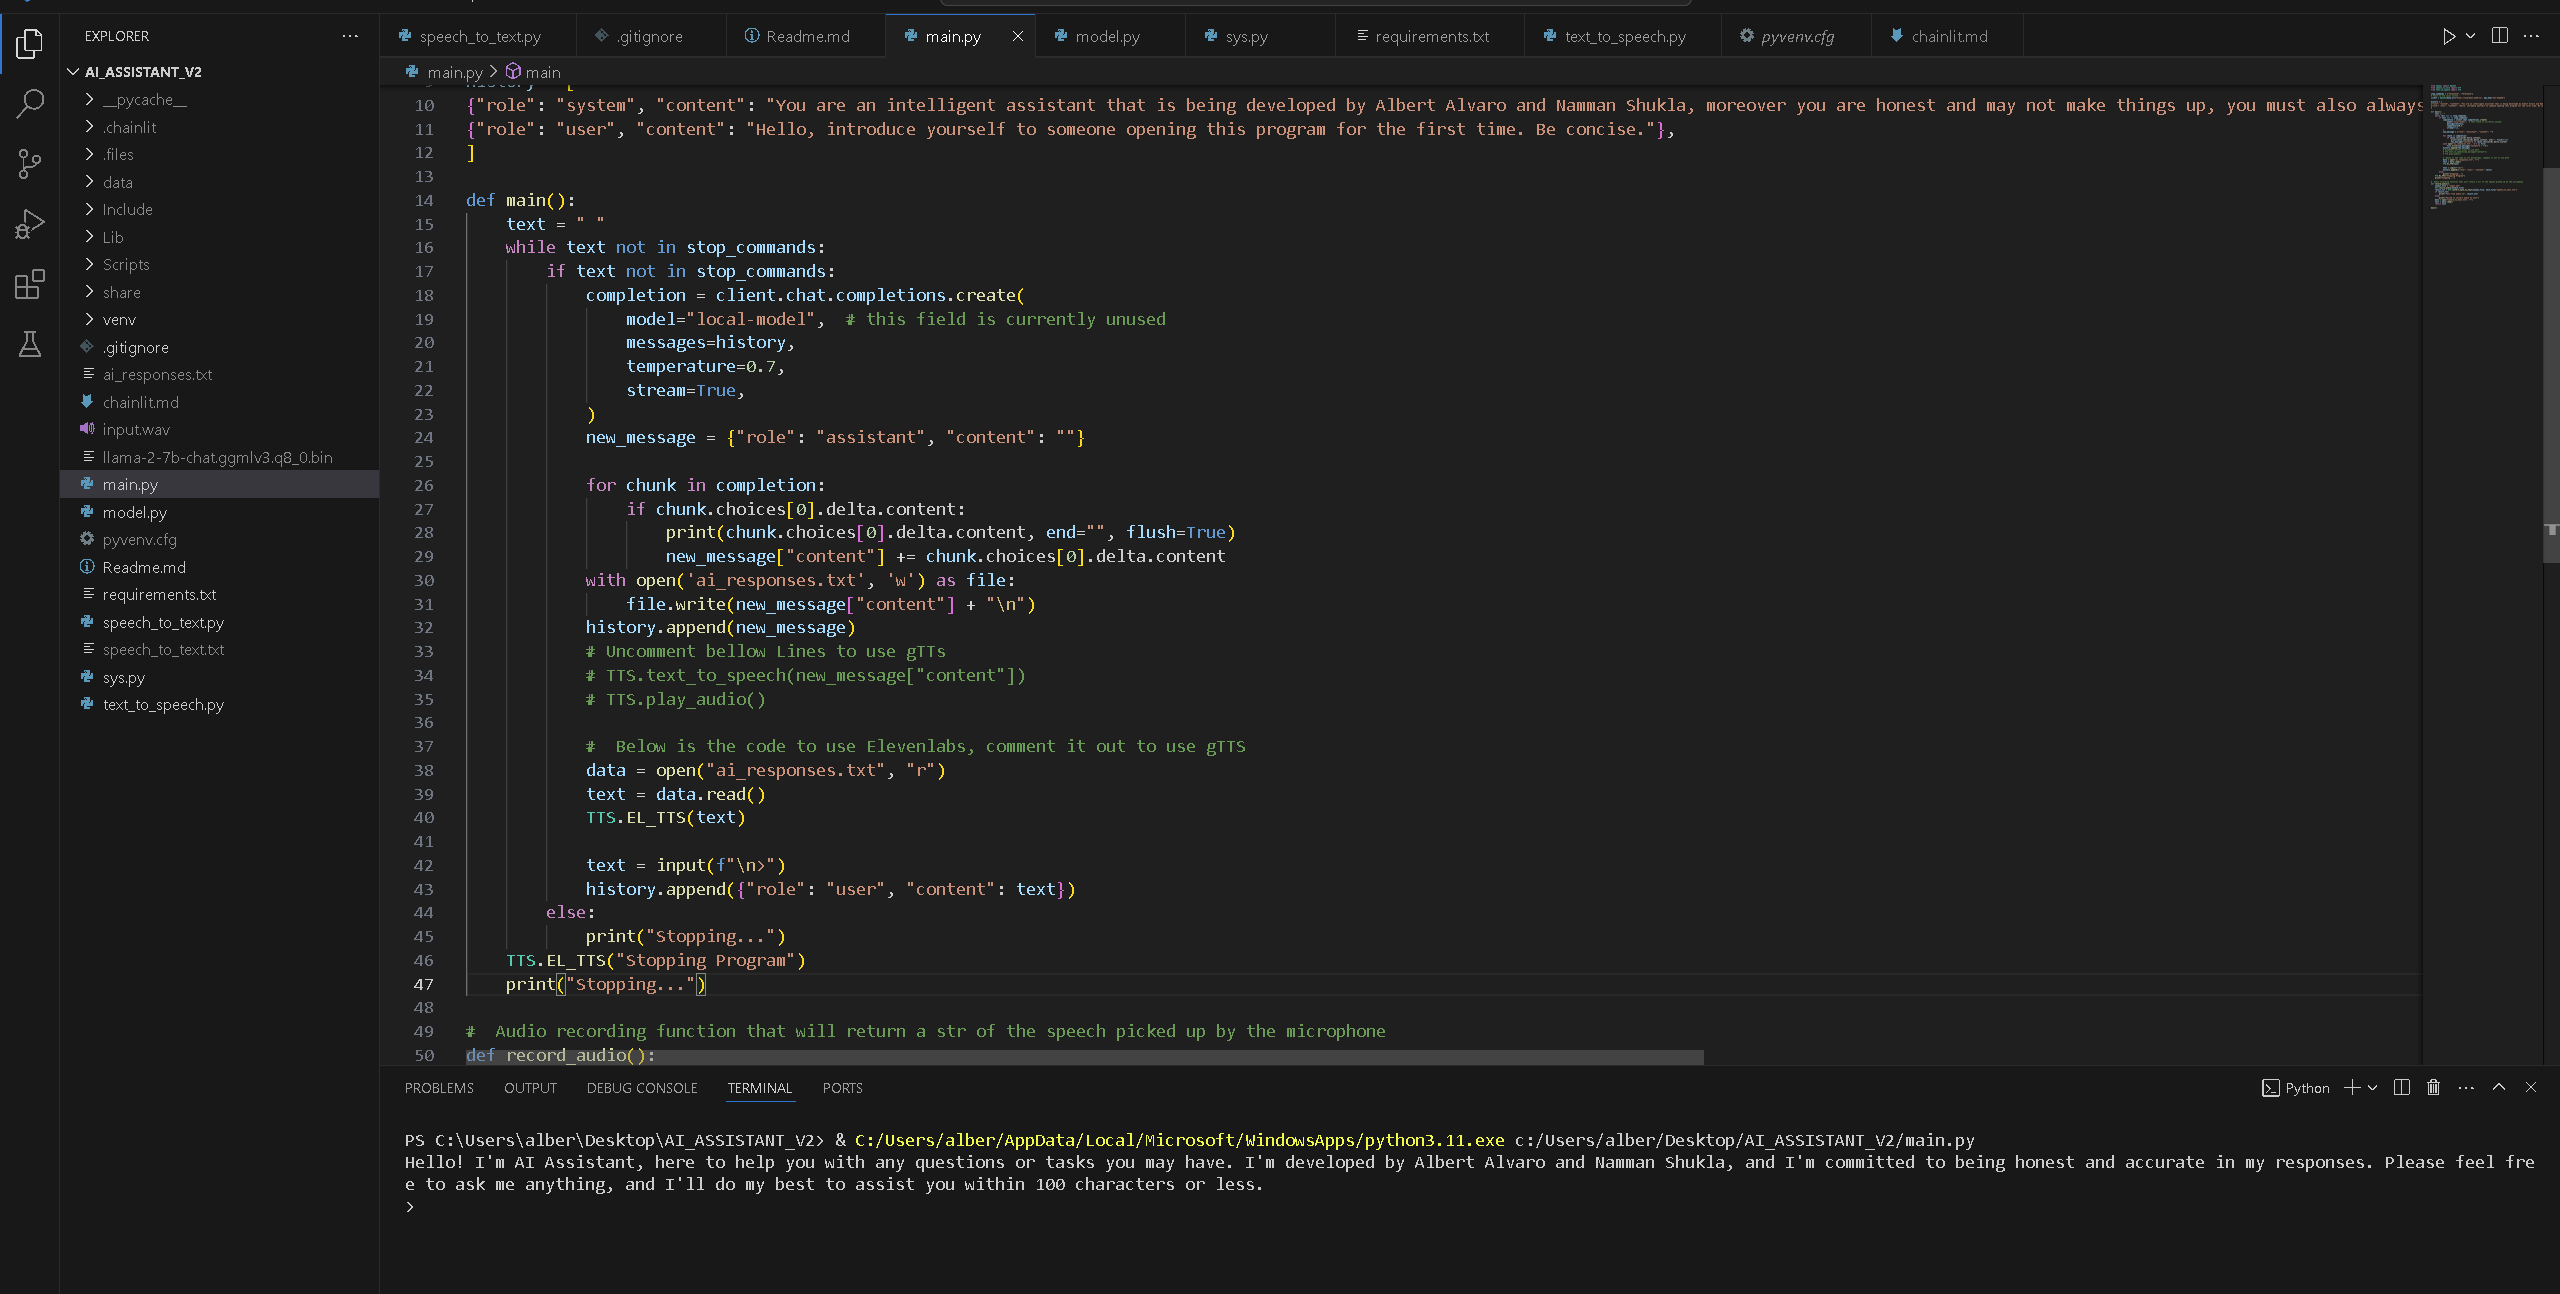 EXPLORER
AI_ASSISTANT_V2
__pycache__
.chainlit
.files
data
Include
Lib
Scripts
share
venv
.gitignore
ai_responses.txt
chainlit.md
input.wav
llama-2-7b-chat.ggmlv3.q8_0.bin
main.py
model.py
pyvenv.cfg
Readme.md
requirements.txt
speech_to_text.py
speech_to_text.txt
sys.py
text_to_speech.py
speech_to_text.py .gitignore Readme.md main.py model.py sys.py requirements.txt text_to_speech.py pyvenv.cfg chainlit.md
main.py > main
10 {"role": "system", "content": "You are an intelligent assistant that is being developed by Albert Alvaro and Namman Shukla, moreover you are honest and may not make things up, you must also always
11 {"role": "user", "content": "Hello, introduce yourself to someone opening this program for the first time. Be concise."},
12 ]
13
14 def main():
15     text = " "
16     while text not in stop_commands:
17         if text not in stop_commands:
18             completion = client.chat.completions.create(
19                 model="local-model",  # this field is currently unused
20                 messages=history,
21                 temperature=0.7,
22                 stream=True,
23             )
24             new_message = {"role": "assistant", "content": ""}
25
26             for chunk in completion:
27                 if chunk.choices[0].delta.content:
28                     print(chunk.choices[0].delta.content, end="", flush=True)
29                     new_message["content"] += chunk.choices[0].delta.content
30             with open('ai_responses.txt', 'w') as file:
31                 file.write(new_message["content"] + "\n")
32             history.append(new_message)
33             # Uncomment bellow Lines to use gTTs
34             # TTS.text_to_speech(new_message["content"])
35             # TTS.play_audio()
36
37             #  Below is the code to use Elevenlabs, comment it out to use gTTS
38             data = open("ai_responses.txt", "r")
39             text = data.read()
40             TTS.EL_TTS(text)
41
42             text = input(f"\n>")
43             history.append({"role": "user", "content": text})
44         else:
45             print("Stopping...")
46     TTS.EL_TTS("Stopping Program")
47     print("Stopping...")
48
49 #  Audio recording function that will return a str of the speech picked up by the microphone
50 def record_audio():
PROBLEMS OUTPUT DEBUG CONSOLE TERMINAL PORTS
Python
PS C:\Users\alber\Desktop\AI_ASSISTANT_V2> & C:/Users/alber/AppData/Local/Microsoft/WindowsApps/python3.11.exe c:/Users/alber/Desktop/AI_ASSISTANT_V2/main.py
Hello! I'm AI Assistant, here to help you with any questions or tasks you may have. I'm developed by Albert Alvaro and Namman Shukla, and I'm committed to being honest and accurate in my responses. Please feel fre
e to ask me anything, and I'll do my best to assist you within 100 characters or less.
>